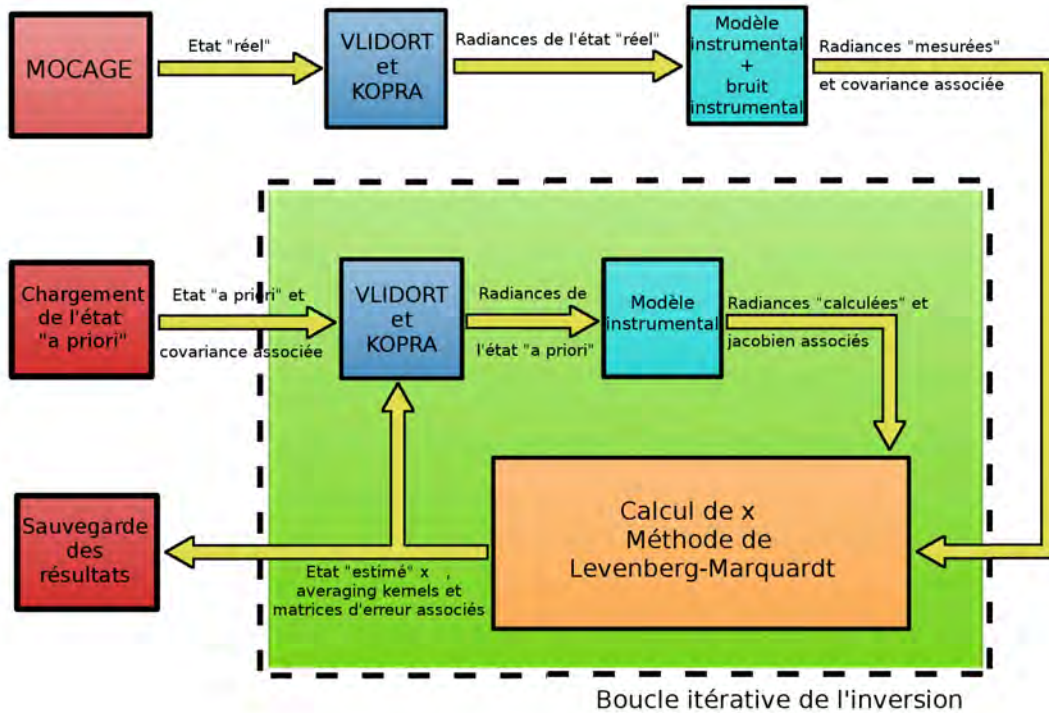 MOCAGE
Etat "réel"
VLIDORT
et
KOPRA
Radiances de l'état "réel"
Modèle
instrumental
+
bruit
instrumental
Radiances "mesurées"
et covariance associée
Chargement
de l'état
"a priori"
Etat "a priori" et
covariance associée
VLIDORT
et
KOPRA
Radiances de
l'état "a priori"
Modèle
instrumental
Radiances "calculées" et
jacobien associés
Calcul de x
Méthode de
Levenberg-Marquardt
Sauvegarde
des
résultats
Etat "estimé" x ,
averaging kernels et
matrices d'erreur associés
Boucle itérative de l'inversion